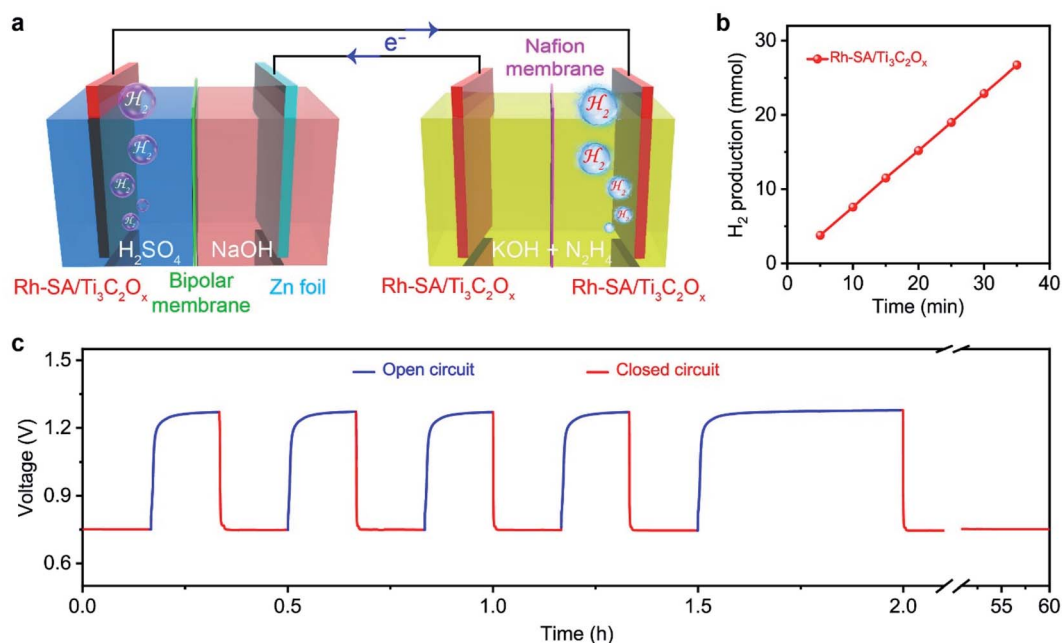 a
e⁻
Nafion
membrane
H₂
H₂
H₂
H₂
H₂
H₂
H₂
H₂
H₂SO₄
NaOH
KOH + N₂H₄
Rh-SA/Ti₃C₂Oₓ
Bipolar
membrane
Zn foil
Rh-SA/Ti₃C₂Oₓ
Rh-SA/Ti₃C₂Oₓ
b
Rh-SA/Ti₃C₂Oₓ
H₂ production (mmol)
30
20
10
0
0 10 20 30 40
Time (min)
c
Open circuit
Closed circuit
Voltage (V)
1.5
1.2
0.9
0.6
0.0 0.5 1.0 1.5 2.0 55 60
Time (h)